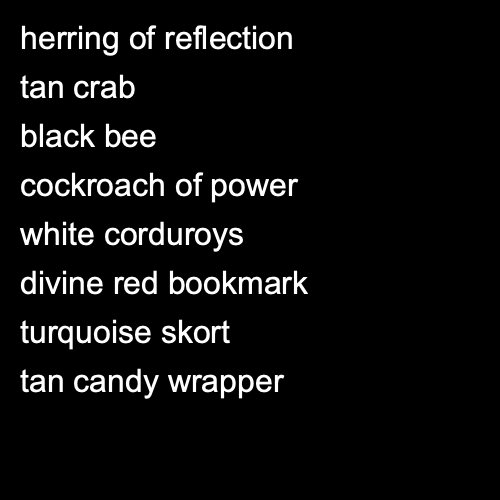 herring of reflection
tan crab
black bee
cockroach of power
white corduroys
divine red bookmark
turquoise skort
tan candy wrapper